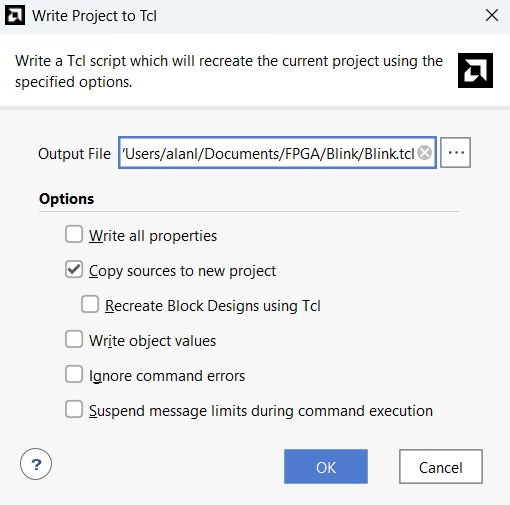 Write Project to Tcl
Write a Tcl script which will recreate the current project using the
specified options.
Output File /Users/alanl/Documents/FPGA/Blink/Blink.tcl ...
Options
Write all properties
Copy sources to new project
Recreate Block Designs using Tcl
Write object values
Ignore command errors
Suspend message limits during command execution
? OK Cancel